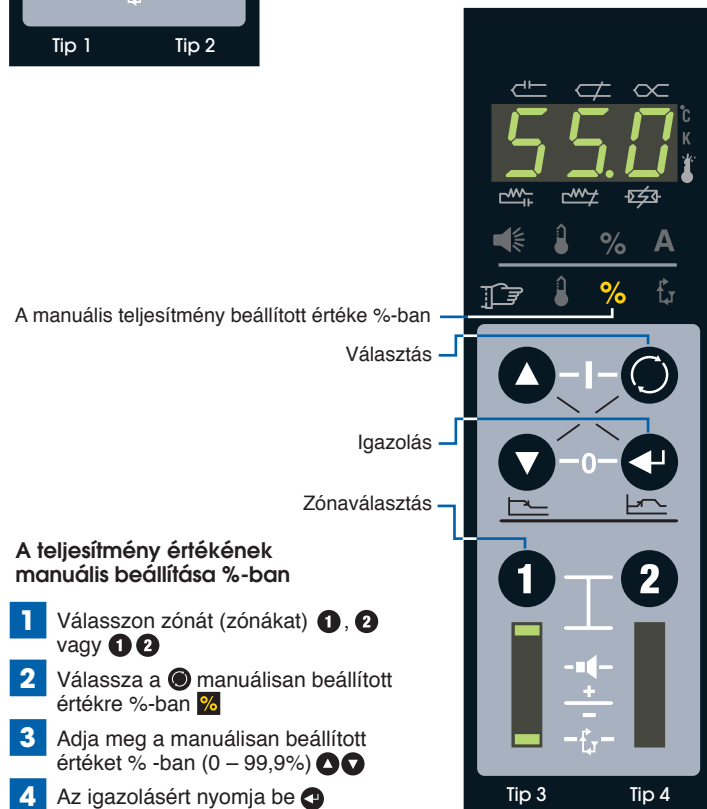 Tip 1 Tip 2
55.0
°C
K
% A
%
A manuális teljesítmény beállított értéke %-ban
Választás
I
Igazolás
0
Zónaválasztás
1 2
A teljesítmény értékének
manuális beállítása %-ban
1 Válasszon zónát (zónákat) 1, 2
vagy 1 2
2 Válassza a manuálisan beállított
értékre %-ban %
3 Adja meg a manuálisan beállított
értéket % -ban (0 – 99,9%)
4 Az igazolásért nyomja be
+
−
Tip 3 Tip 4